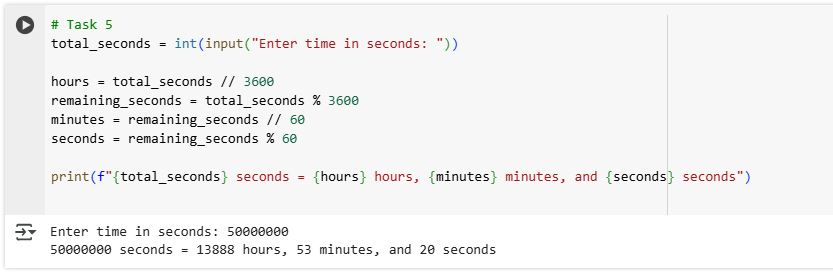 # Task 5
total_seconds = int(input("Enter time in seconds: "))
hours = total_seconds // 3600
remaining_seconds = total_seconds % 3600
minutes = remaining_seconds // 60
seconds = remaining_seconds % 60
print(f"{total_seconds} seconds = {hours} hours, {minutes} minutes, and {seconds} seconds")
Enter time in seconds: 50000000
50000000 seconds = 13888 hours, 53 minutes, and 20 seconds